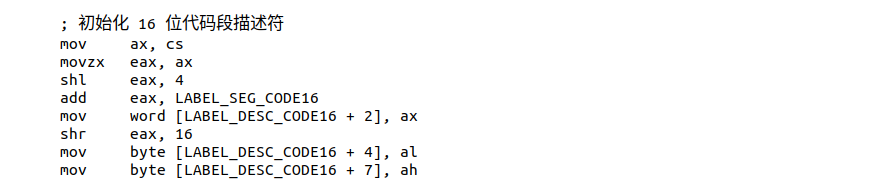 ; 初始化 16 位代码段描述符
mov ax, cs
movzx eax, ax
shl eax, 4
add eax, LABEL_SEG_CODE16
mov word [LABEL_DESC_CODE16 + 2], ax
shr eax, 16
mov byte [LABEL_DESC_CODE16 + 4], al
mov byte [LABEL_DESC_CODE16 + 7], ah